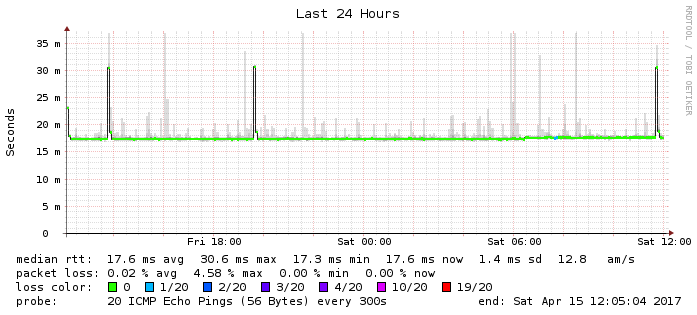 Last 24 Hours
RRDTOOL / TOBI OETIKER
Seconds
35 m
30 m
25 m
20 m
15 m
10 m
5 m
0
Fri 18:00 Sat 00:00 Sat 06:00 Sat 12:00
median rtt: 17.6 ms avg 30.6 ms max 17.3 ms min 17.6 ms now 1.4 ms sd 12.8 am/s
packet loss: 0.02 % avg 4.58 % max 0.00 % min 0.00 % now
loss color: 0 1/20 2/20 3/20 4/20 10/20 19/20
probe: 20 ICMP Echo Pings (56 Bytes) every 300s end: Sat Apr 15 12:05:04 2017